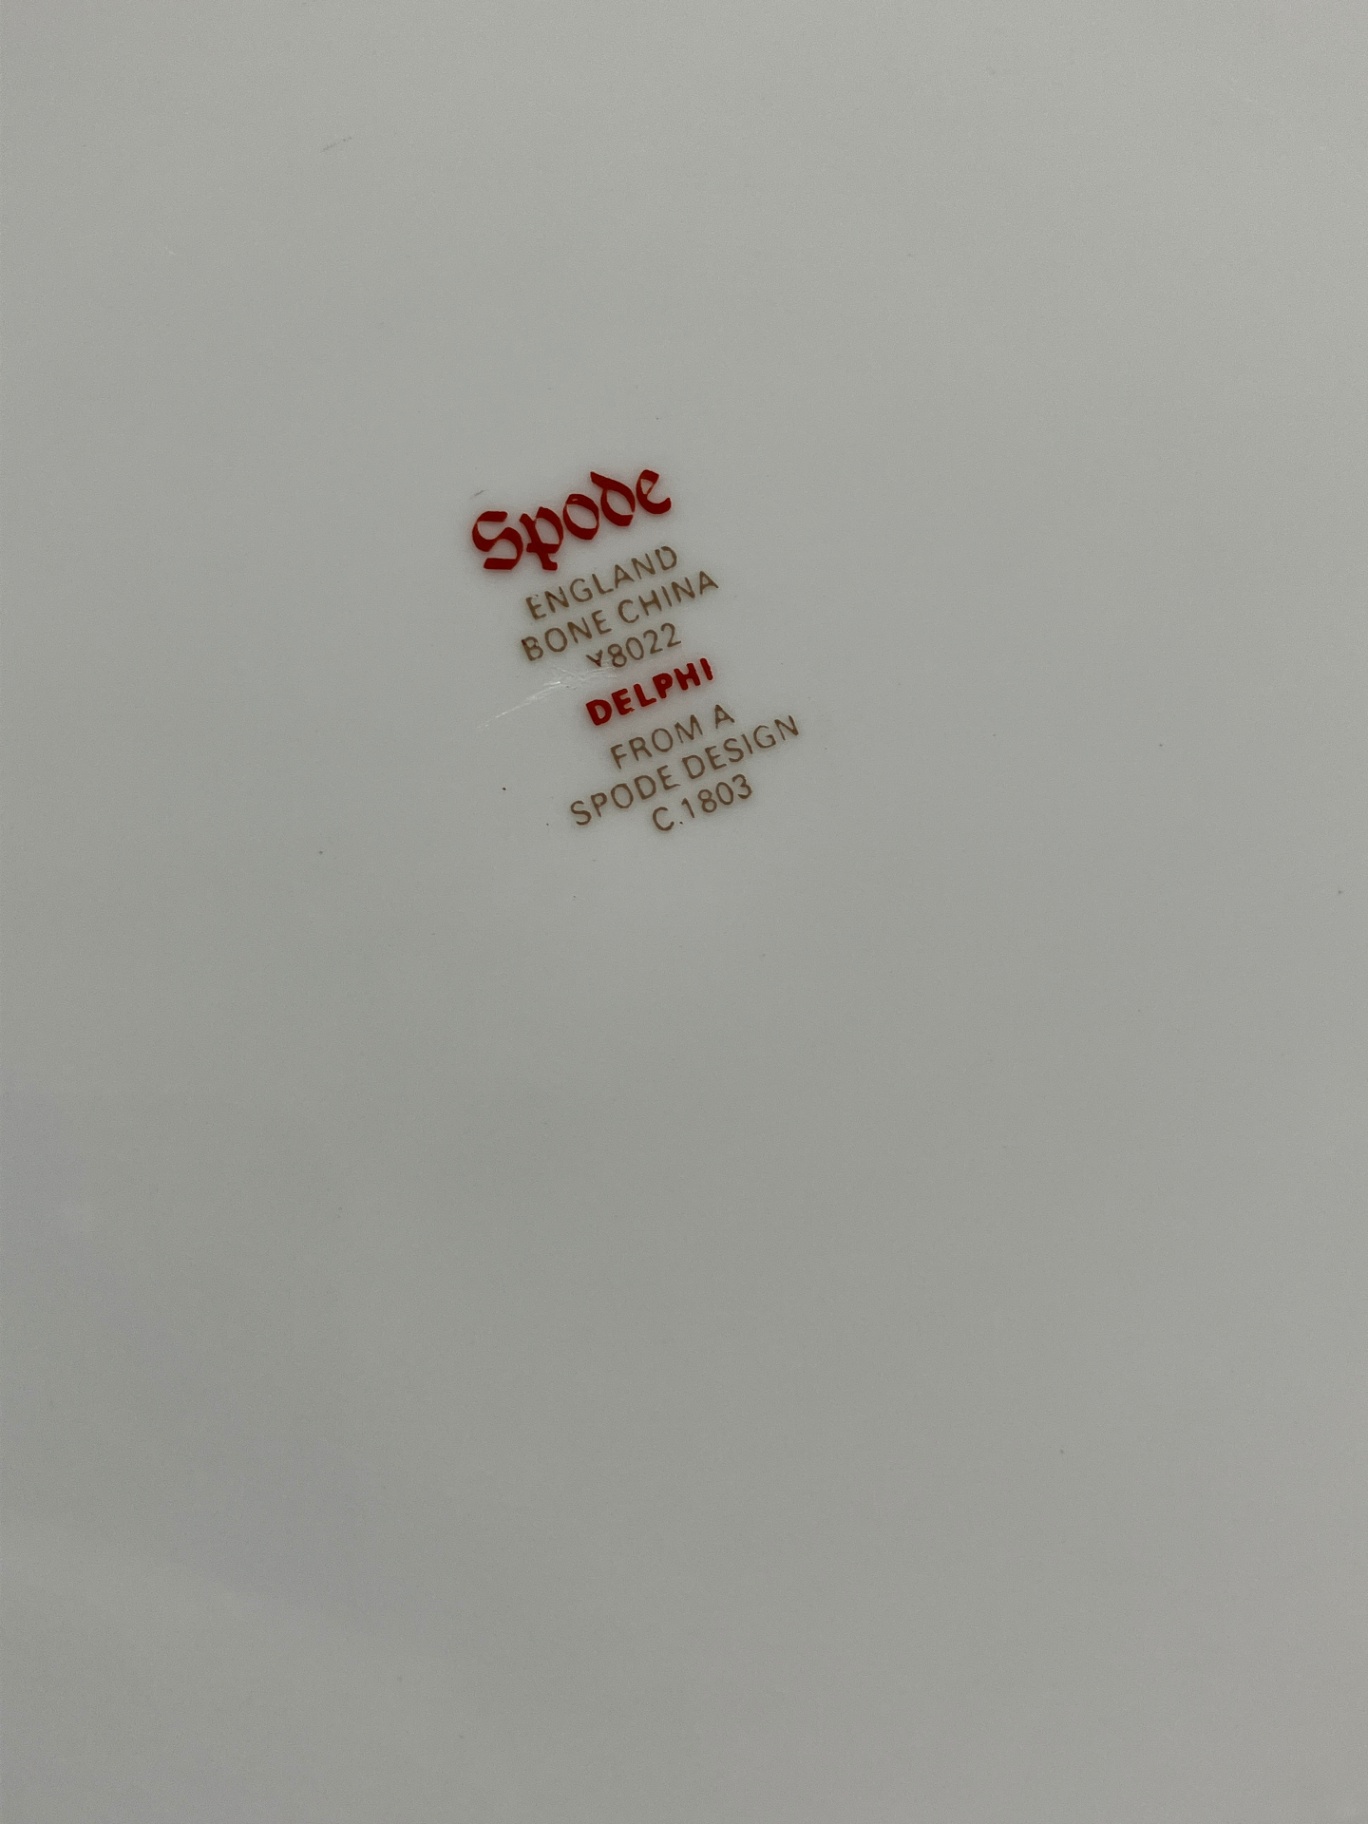 Spode
ENGLAND
BONE CHINA
Y8022
DELPHI
FROM A
SPODE DESIGN
C.1803